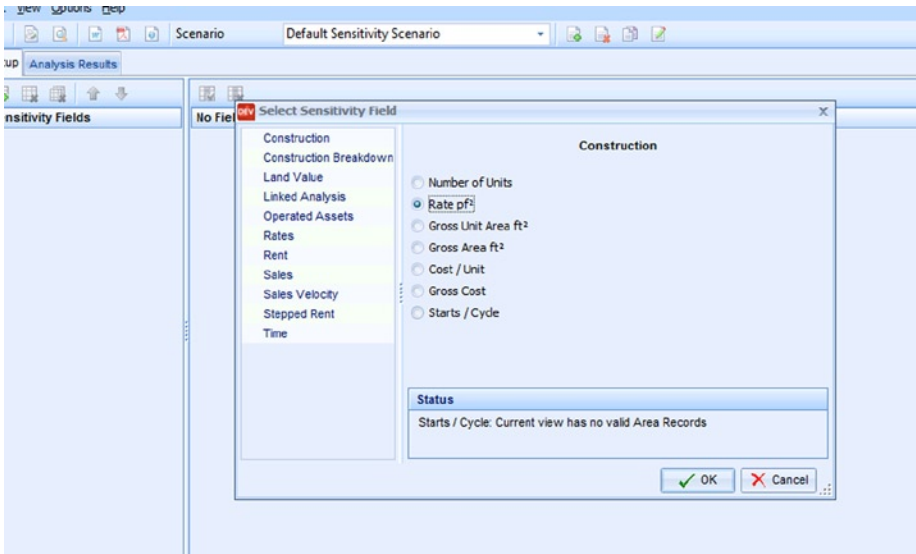 View Options Help
Scenario Default Sensitivity Scenario
Analysis Results
No
DEV Select Sensitivity Field X
Construction
Construction Breakdown
Land Value
Linked Analysis
Operated Assets
Rates
Rent
Sales
Sales Velocity
Stepped Rent
Time
Construction
Number of Units
Rate pf²
Gross Unit Area ft²
Gross Area ft²
Cost / Unit
Gross Cost
Starts / Cycle
Status
Starts / Cycle: Current view has no valid Area Records
OK Cancel